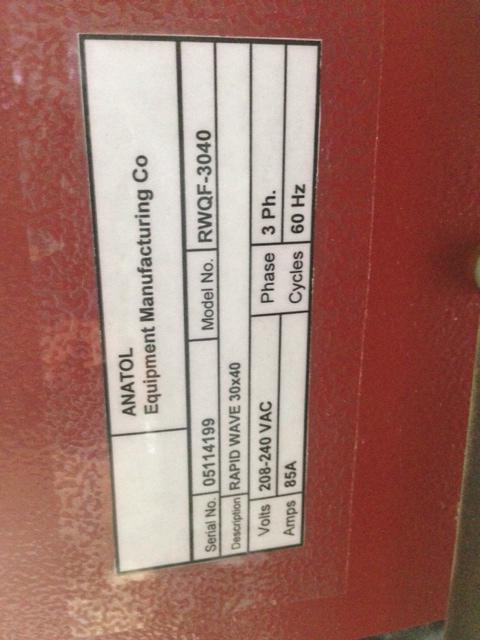 ANATOL
Equipment Manufacturing Co
Serial No. 05114199 Model No. RWQF-3040
Description RAPID WAVE 30x40
Volts 208-240 VAC Phase 3 Ph.
Amps 85A Cycles 60 Hz